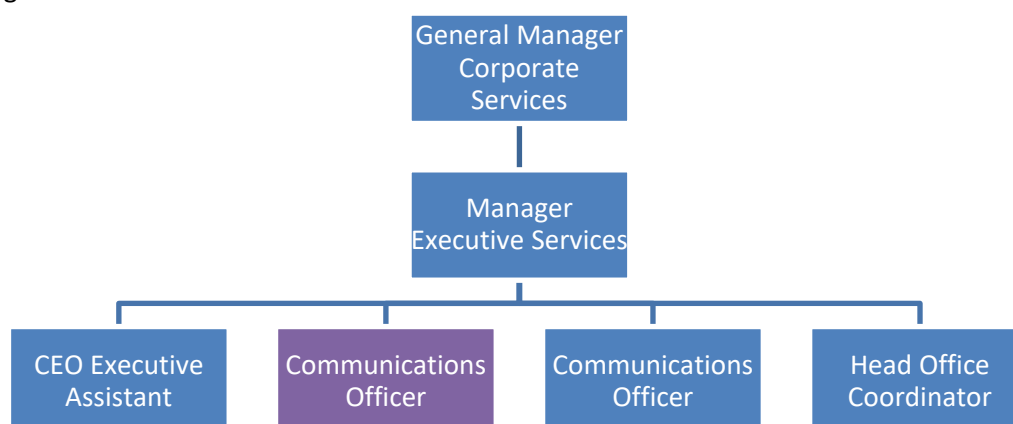 General Manager
Corporate
Services
Manager
Executive Services
CEO Executive
Assistant
Communications
Officer
Communications
Officer
Head Office
Coordinator